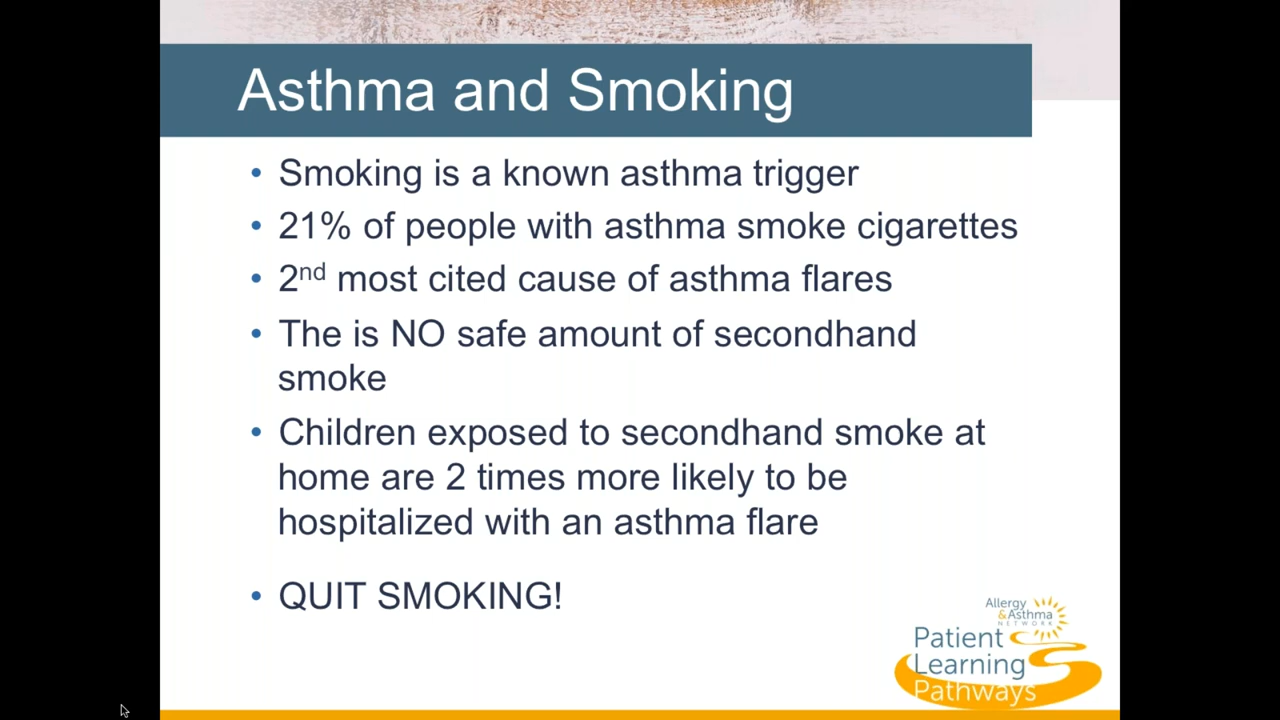 Asthma and Smoking
• Smoking is a known asthma trigger
• 21% of people with asthma smoke cigarettes
• 2nd most cited cause of asthma flares
• The is NO safe amount of secondhand
smoke
• Children exposed to secondhand smoke at
home are 2 times more likely to be
hospitalized with an asthma flare
• QUIT SMOKING!
Allergy
&Asthma
NETWORK
Patient
Learning
Pathways